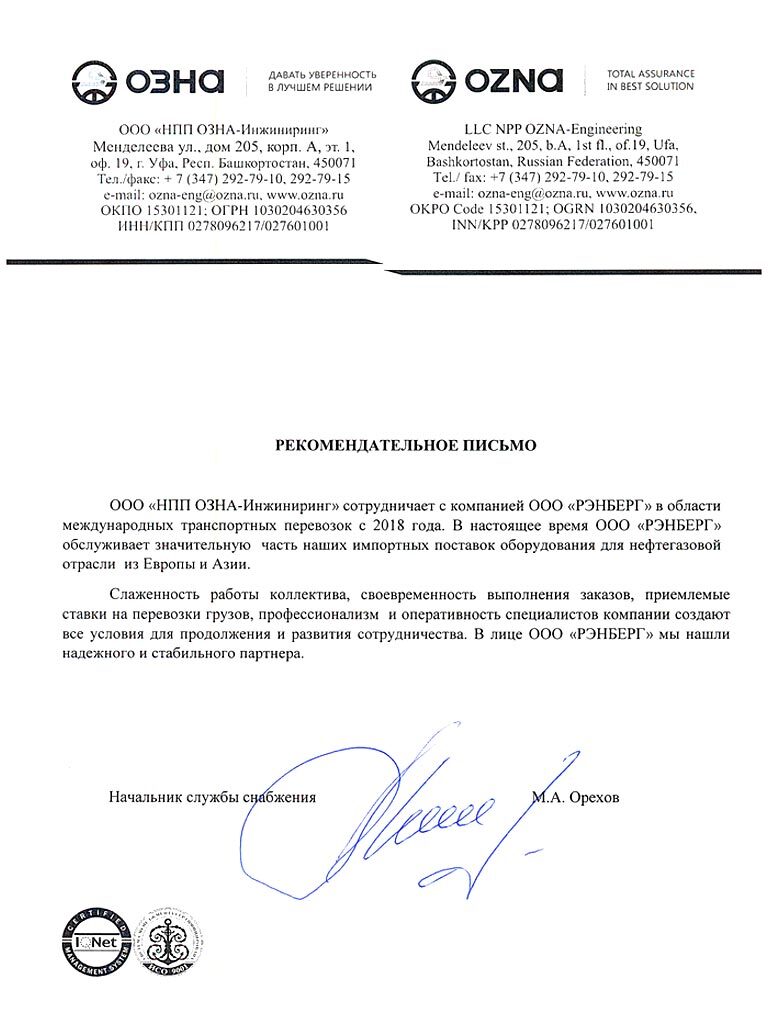 ОЗНА
ДАВАТЬ УВЕРЕННОСТЬ
В ЛУЧШЕМ РЕШЕНИИ
ООО «НПП ОЗНА-Инжиниринг»
Менделеева ул., дом 205, корп. А, эт. 1,
оф. 19, г. Уфа, Респ. Башкортостан, 450071
Тел./факс: + 7 (347) 292-79-10, 292-79-15
e-mail: ozna-eng@ozna.ru, www.ozna.ru
ОКПО 15301121; ОГРН 1030204630356
ИНН/КПП 0278096217/027601001
OZNA
TOTAL ASSURANCE
IN BEST SOLUTION
LLC NPP OZNA-Engineering
Mendeleev st., 205, b.A, 1st fl., of.19, Ufa,
Bashkortostan, Russian Federation, 450071
Tel./ fax: +7 (347) 292-79-10, 292-79-15
e-mail: ozna-eng@ozna.ru, www.ozna.ru
OKPO Code 15301121; OGRN 1030204630356,
INN/KPP 0278096217/027601001
РЕКОМЕНДАТЕЛЬНОЕ ПИСЬМО
ООО «НПП ОЗНА-Инжиниринг» сотрудничает с компанией ООО «РЭНБЕРГ» в области
международных транспортных перевозок с 2018 года. В настоящее время ООО «РЭНБЕРГ»
обслуживает значительную часть наших импортных поставок оборудования для нефтегазовой
отрасли из Европы и Азии.
Слаженность работы коллектива, своевременность выполнения заказов, приемлемые
ставки на перевозки грузов, профессионализм и оперативность специалистов компании создают
все условия для продолжения и развития сотрудничества. В лице ООО «РЭНБЕРГ» мы нашли
надежного и стабильного партнера.
Начальник службы снабжения
М.А. Орехов
CERTIFIED
IQNet
MANAGEMENT SYSTEM
ИСО 9001